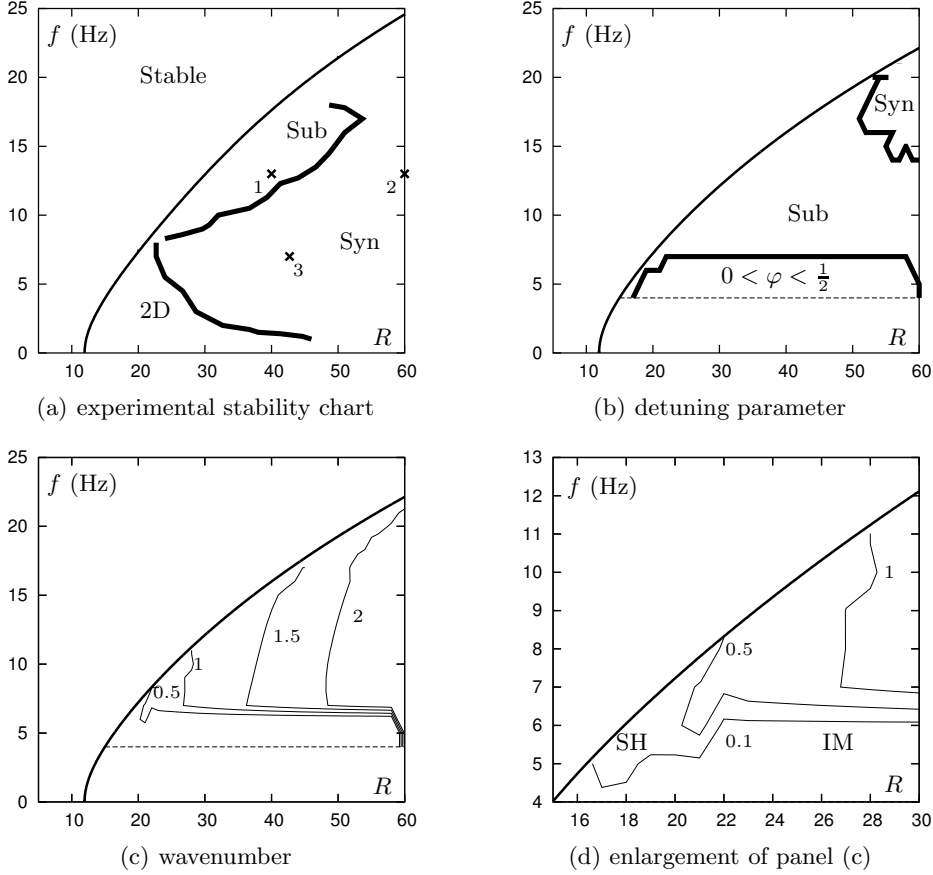 25
20
15
10
5
0
f (Hz)
Stable
Sub
1
2
Syn
3
2D
R
10 20 30 40 50 60
(a) experimental stability chart
25
20
15
10
5
0
f (Hz)
Syn
Sub
0 < φ < 1/2
R
10 20 30 40 50 60
(b) detuning parameter
25
20
15
10
5
0
f (Hz)
2
1.5
1
0.5
R
10 20 30 40 50 60
(c) wavenumber
13
12
11
10
9
8
7
6
5
4
f (Hz)
1
0.5
SH
0.1
IM
R
16 18 20 22 24 26 28 30
(d) enlargement of panel (c)